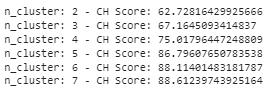 n_cluster: 2 - CH Score: 62.72816429925666
n_cluster: 3 - CH Score: 67.1645093414837
n_cluster: 4 - CH Score: 75.01796447248809
n_cluster: 5 - CH Score: 86.79607650783538
n_cluster: 6 - CH Score: 88.11401483181787
n_cluster: 7 - CH Score: 88.61239743925164